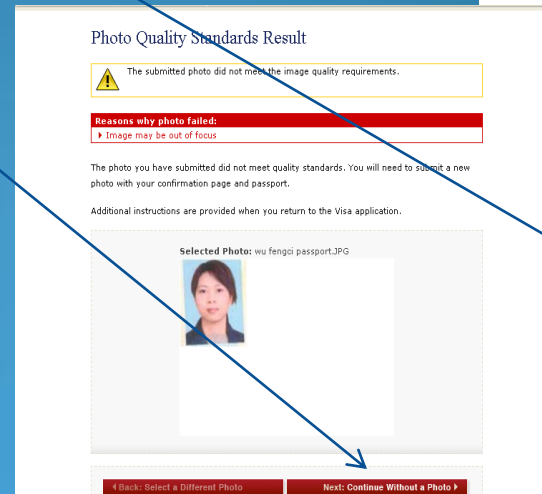 Photo Quality Standards Result
The submitted photo did not meet the image quality requirements.
Reasons why photo failed:
Image may be out of focus
The photo you have submitted did not meet quality standards. You will need to submit a new
photo with your confirmation page and passport.
Additional instructions are provided when you return to the Visa application.
Selected Photo: wu fengci passport.JPG
Back: Select a Different Photo
Next: Continue Without a Photo